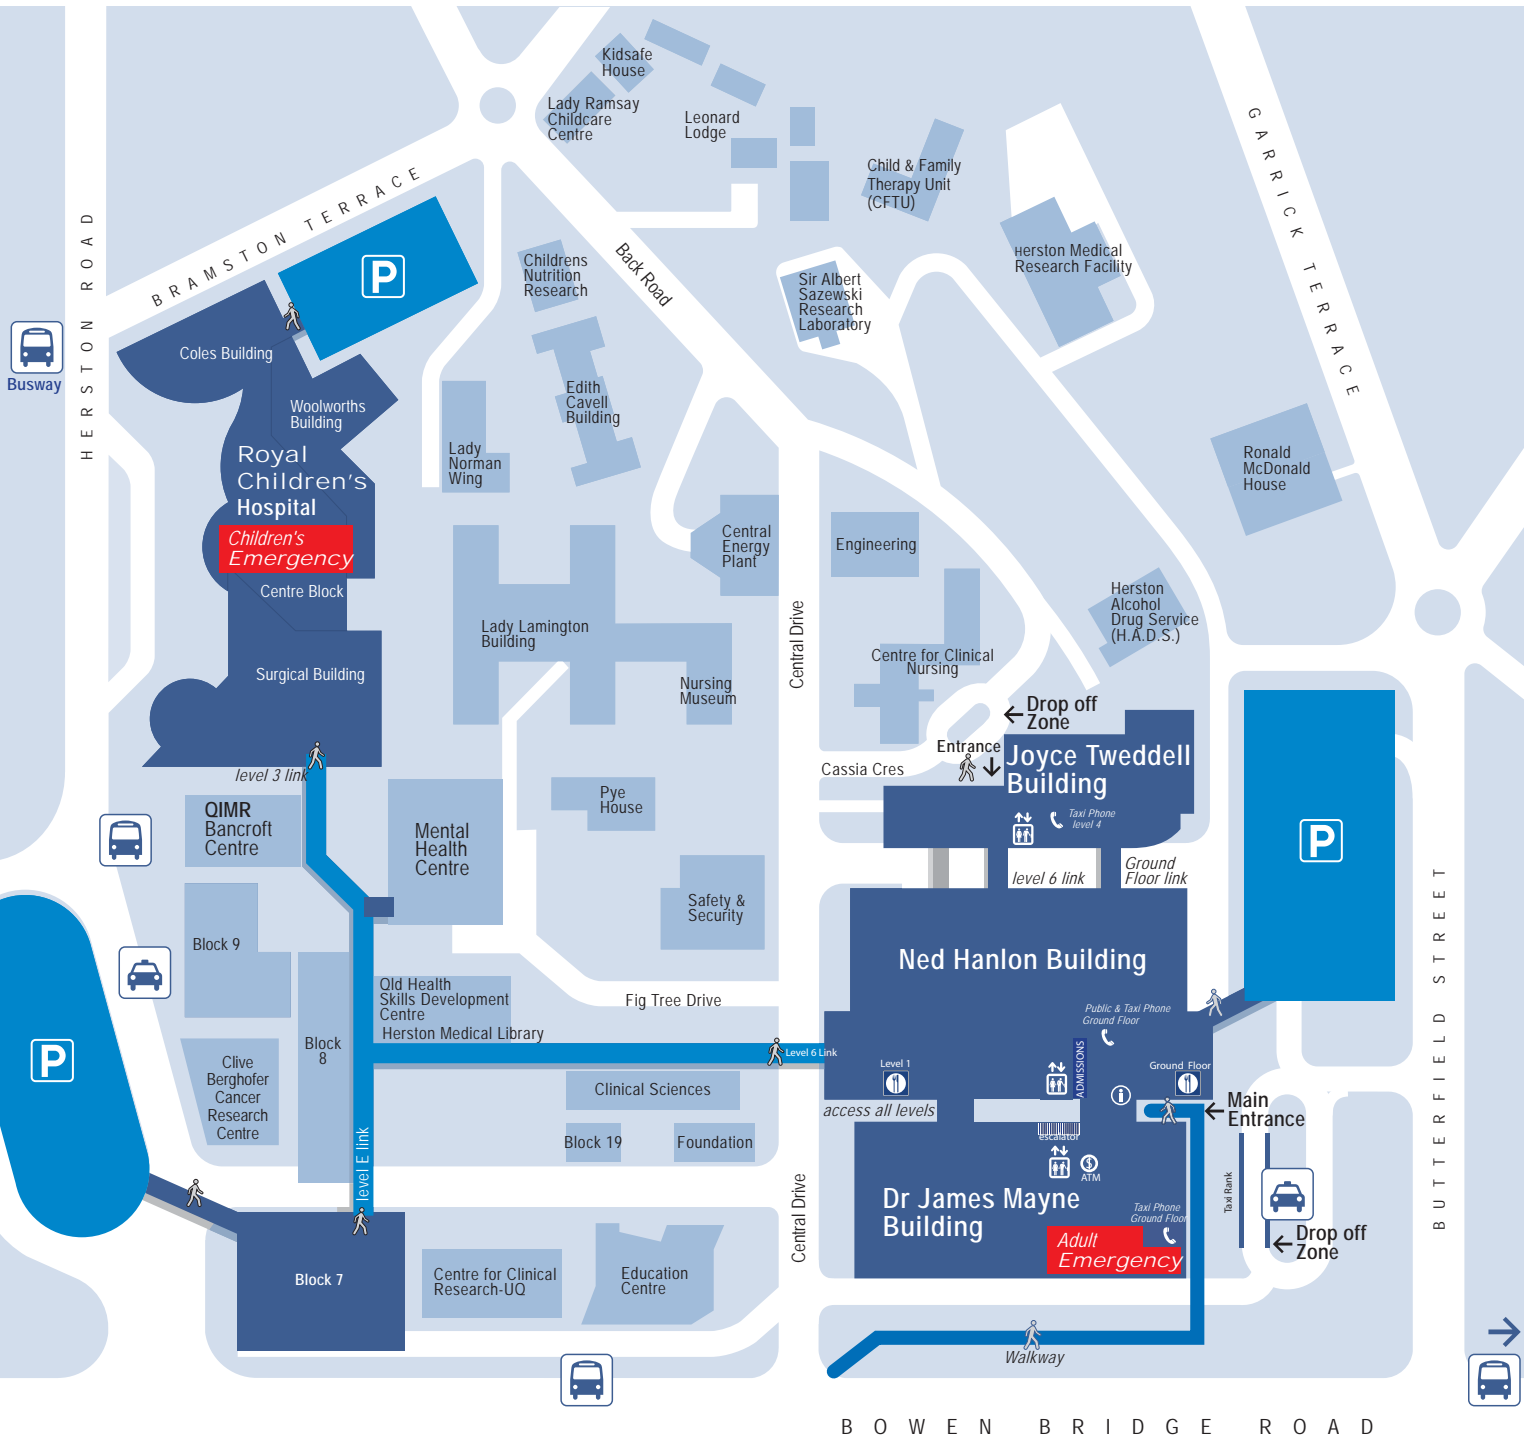 Kidsafe
House
Lady Ramsay
Childcare
Centre
Leonard
Lodge
Child & Family
Therapy Unit
(CFTU)
GARRICK TERRACE
BRAMSTON TERRACE
HERSTON ROAD
P
Back Road
Childrens
Nutrition
Research
Herston Medical
Research Facility
Sir Albert
Sazewski
Research
Laboratory
Busway
Coles Building
Woolworths
Building
Edith
Cavell
Building
Lady
Norman
Wing
Royal
Children's
Hospital
Children's
Emergency
Centre Block
Ronald
McDonald
House
Central
Energy
Plant
Engineering
Lady Lamington
Building
Central Drive
Herston
Alcohol
Drug Service
(H.A.D.S.)
Centre for Clinical
Nursing
Surgical Building
Nursing
Museum
Drop off
Zone
Entrance
Joyce Tweddell
Building
Cassia Cres
level 3 link
Taxi Phone
level 4
QIMR
Bancroft
Centre
Mental
Health
Centre
Pye
House
P
level 6 link
Ground
Floor link
Safety &
Security
Block 9
Ned Hanlon Building
BUTTERFIELD STREET
Qld Health
Skills Development
Centre
Herston Medical Library
Fig Tree Drive
Public & Taxi Phone
Ground Floor
P
Block
8
Level 6 Link
Level 1
ADMISSIONS
Ground Floor
i
Clive
Berghofer
Cancer
Research
Centre
Clinical Sciences
access all levels
Main
Entrance
level E link
Block 19
Foundation
escalator
$
ATM
Dr James Mayne
Building
Taxi Phone
Ground Floor
Taxi Rank
Central Drive
Adult
Emergency
Drop off
Zone
Block 7
Centre for Clinical
Research-UQ
Education
Centre
Walkway
BOWEN BRIDGE ROAD